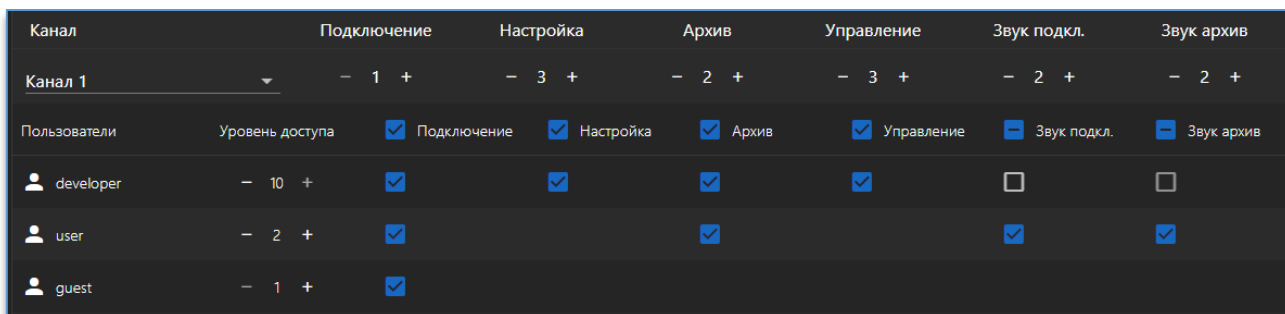 Канал Подключение Настройка Архив Управление Звук подкл. Звук архив
Канал 1 − 1 + − 3 + − 2 + − 3 + − 2 + − 2 +
Пользователи Уровень доступа Подключение Настройка Архив Управление Звук подкл. Звук архив
developer − 10 +
user − 2 +
guest − 1 +